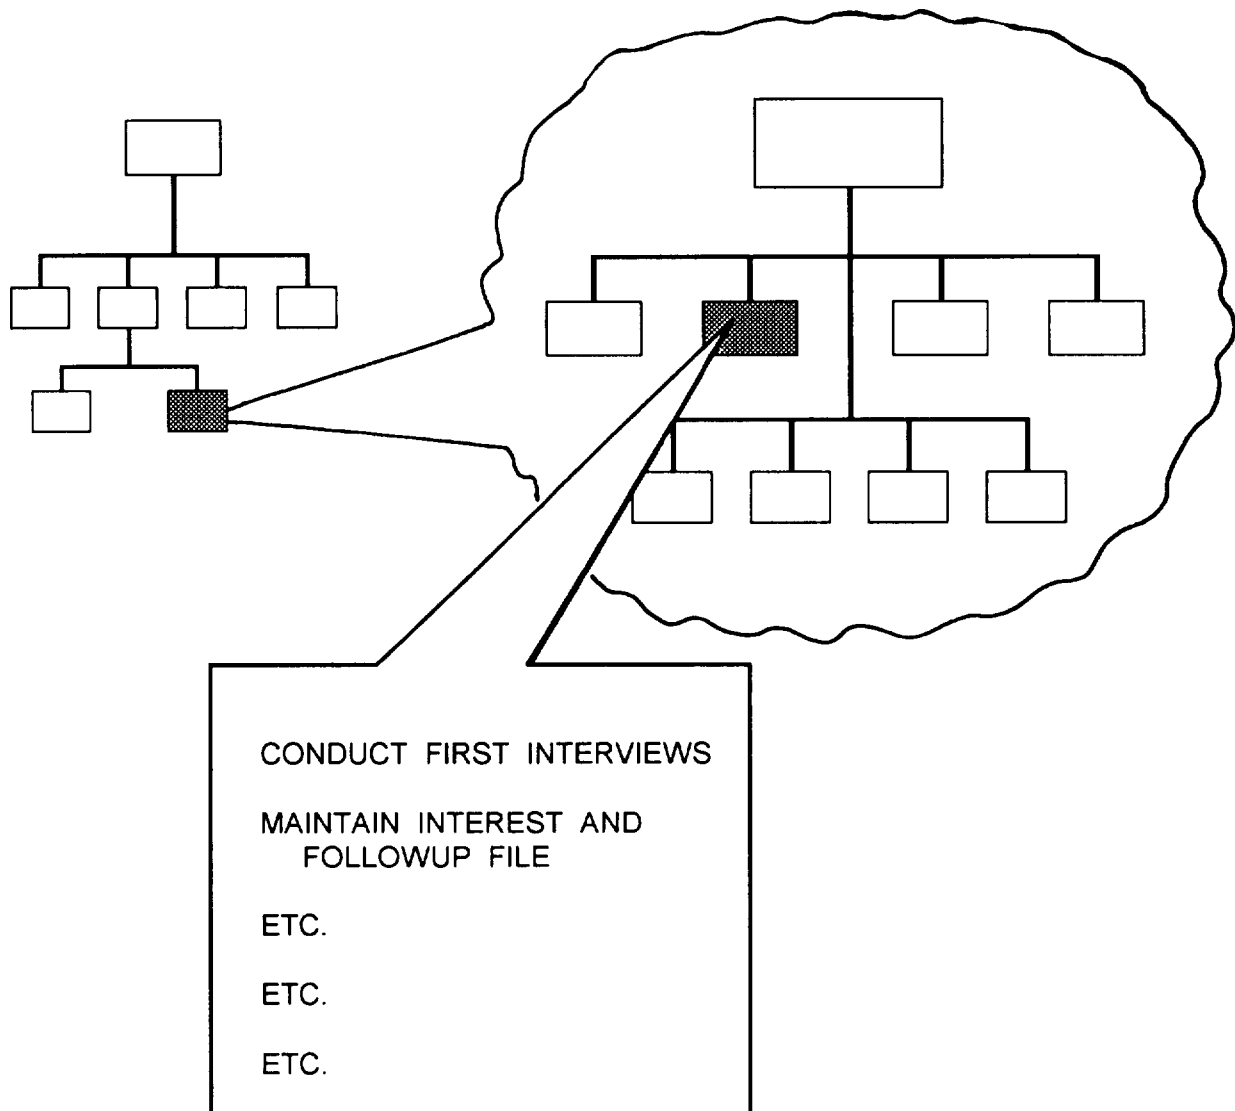 CONDUCT FIRST INTERVIEWS
MAINTAIN INTEREST AND
FOLLOWUP FILE
ETC.
ETC.
ETC.